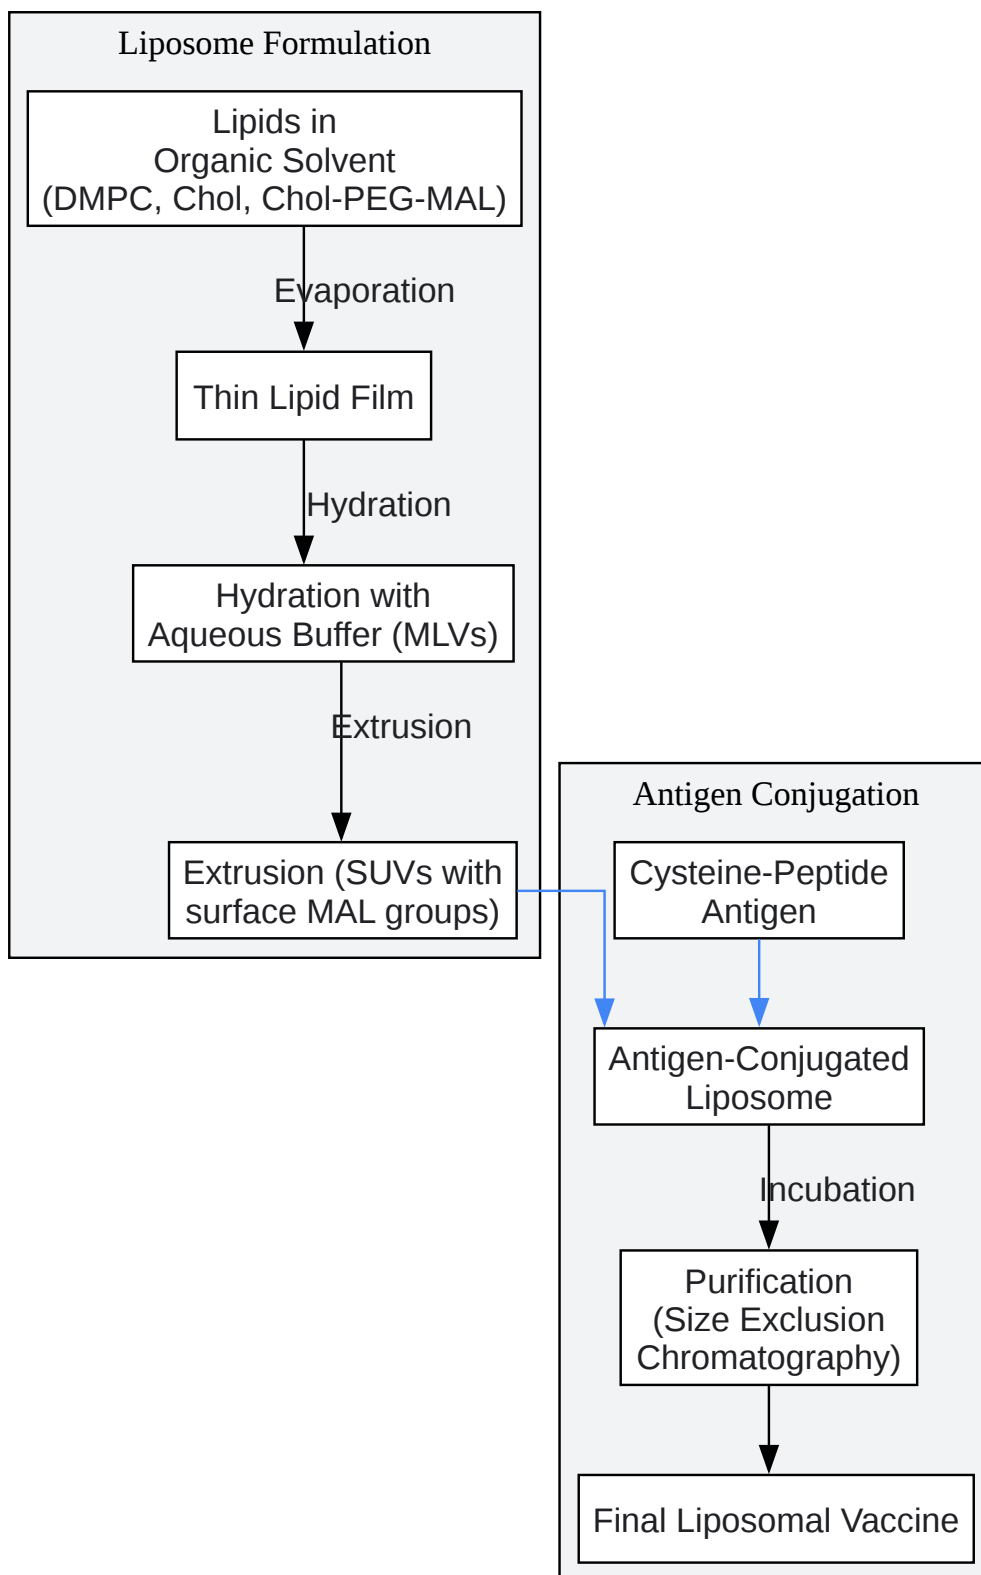 Liposome Formulation
Lipids in
Organic Solvent
(DMPC, Chol, Chol-PEG-MAL)
Evaporation
Thin Lipid Film
Hydration
Hydration with
Aqueous Buffer (MLVs)
Extrusion
Extrusion (SUVs with
surface MAL groups)
Antigen Conjugation
Cysteine-Peptide
Antigen
Antigen-Conjugated
Liposome
Incubation
Purification
(Size Exclusion
Chromatography)
Final Liposomal Vaccine